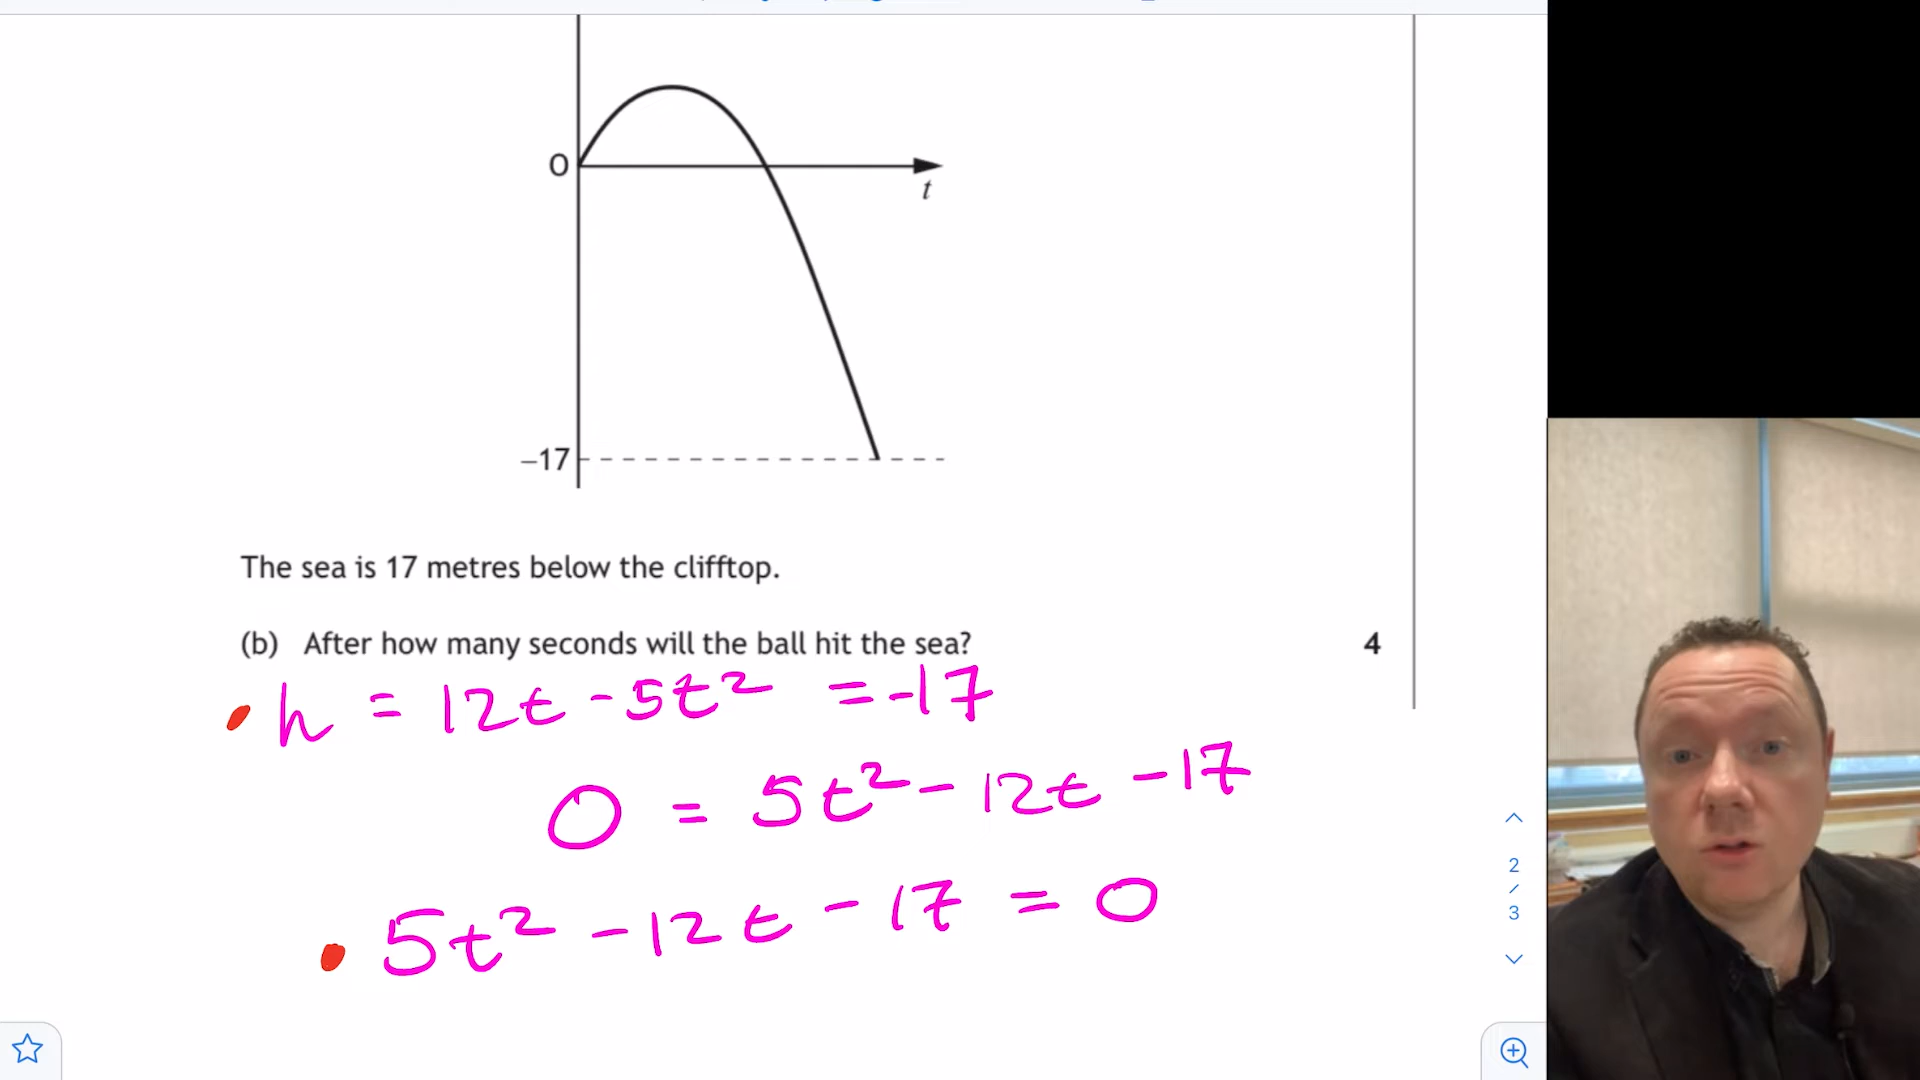 0
t
–17
The sea is 17 metres below the clifftop.
(b) After how many seconds will the ball hit the sea? 4
h = 12t - 5t² = -17
0 = 5t² - 12t - 17
5t² - 12t - 17 = 0
2
/
3